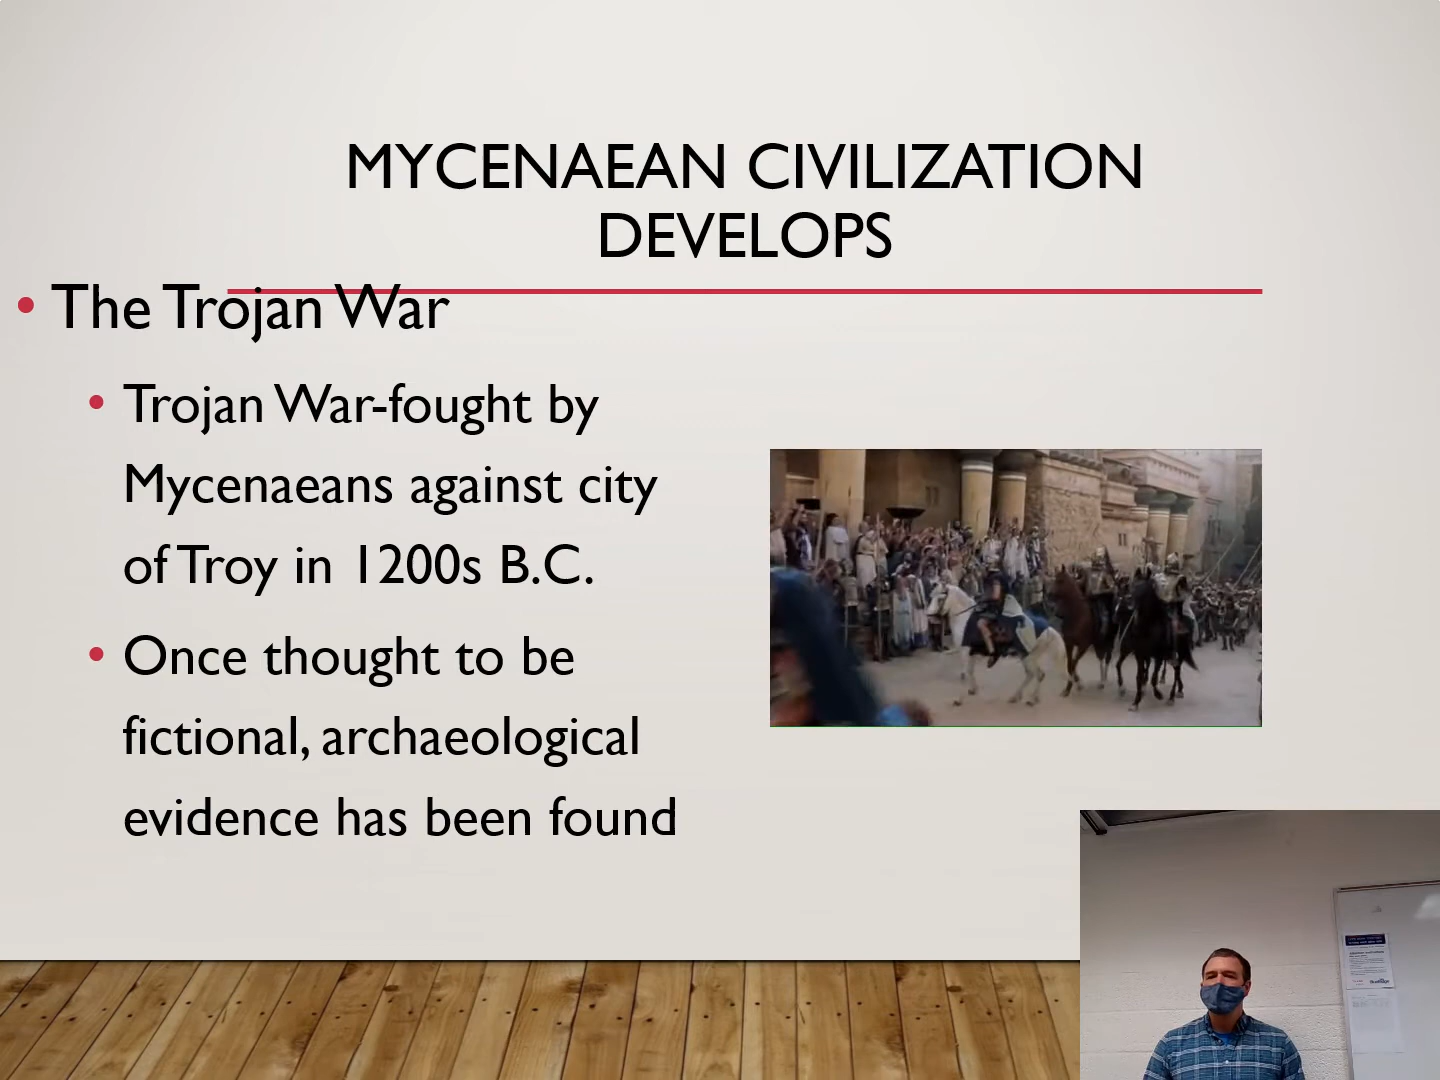 MYCENAEAN CIVILIZATION
DEVELOPS
• The Trojan War
• Trojan War-fought by
Mycenaeans against city
of Troy in 1200s B.C.
• Once thought to be
fictional, archaeological
evidence has been found